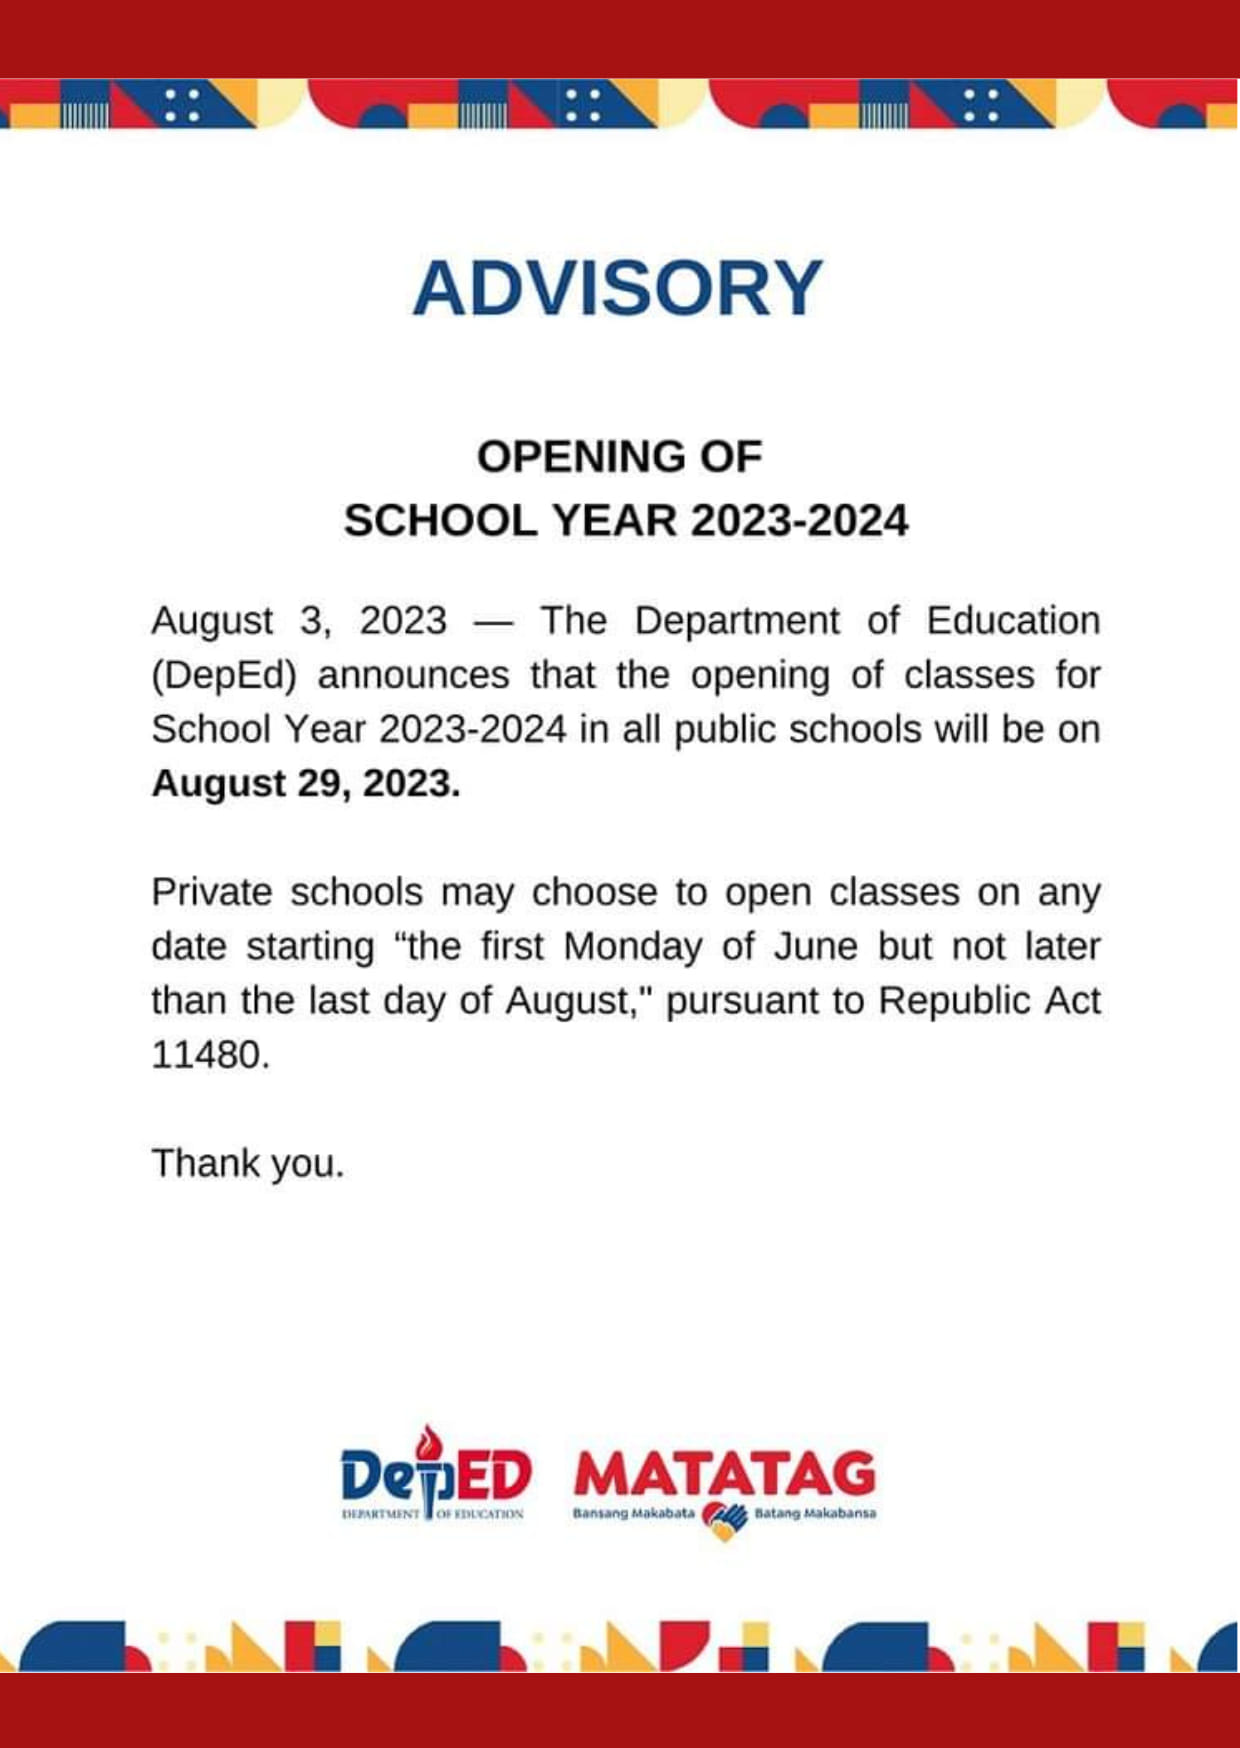 ADVISORY
OPENING OF
SCHOOL YEAR 2023-2024
August 3, 2023 — The Department of Education
(DepEd) announces that the opening of classes for
School Year 2023-2024 in all public schools will be on
August 29, 2023.
Private schools may choose to open classes on any
date starting “the first Monday of June but not later
than the last day of August," pursuant to Republic Act
11480.
Thank you.
DepED MATATAG
DEPARTMENT OF EDUCATION Bansang Makabata Batang Makabansa